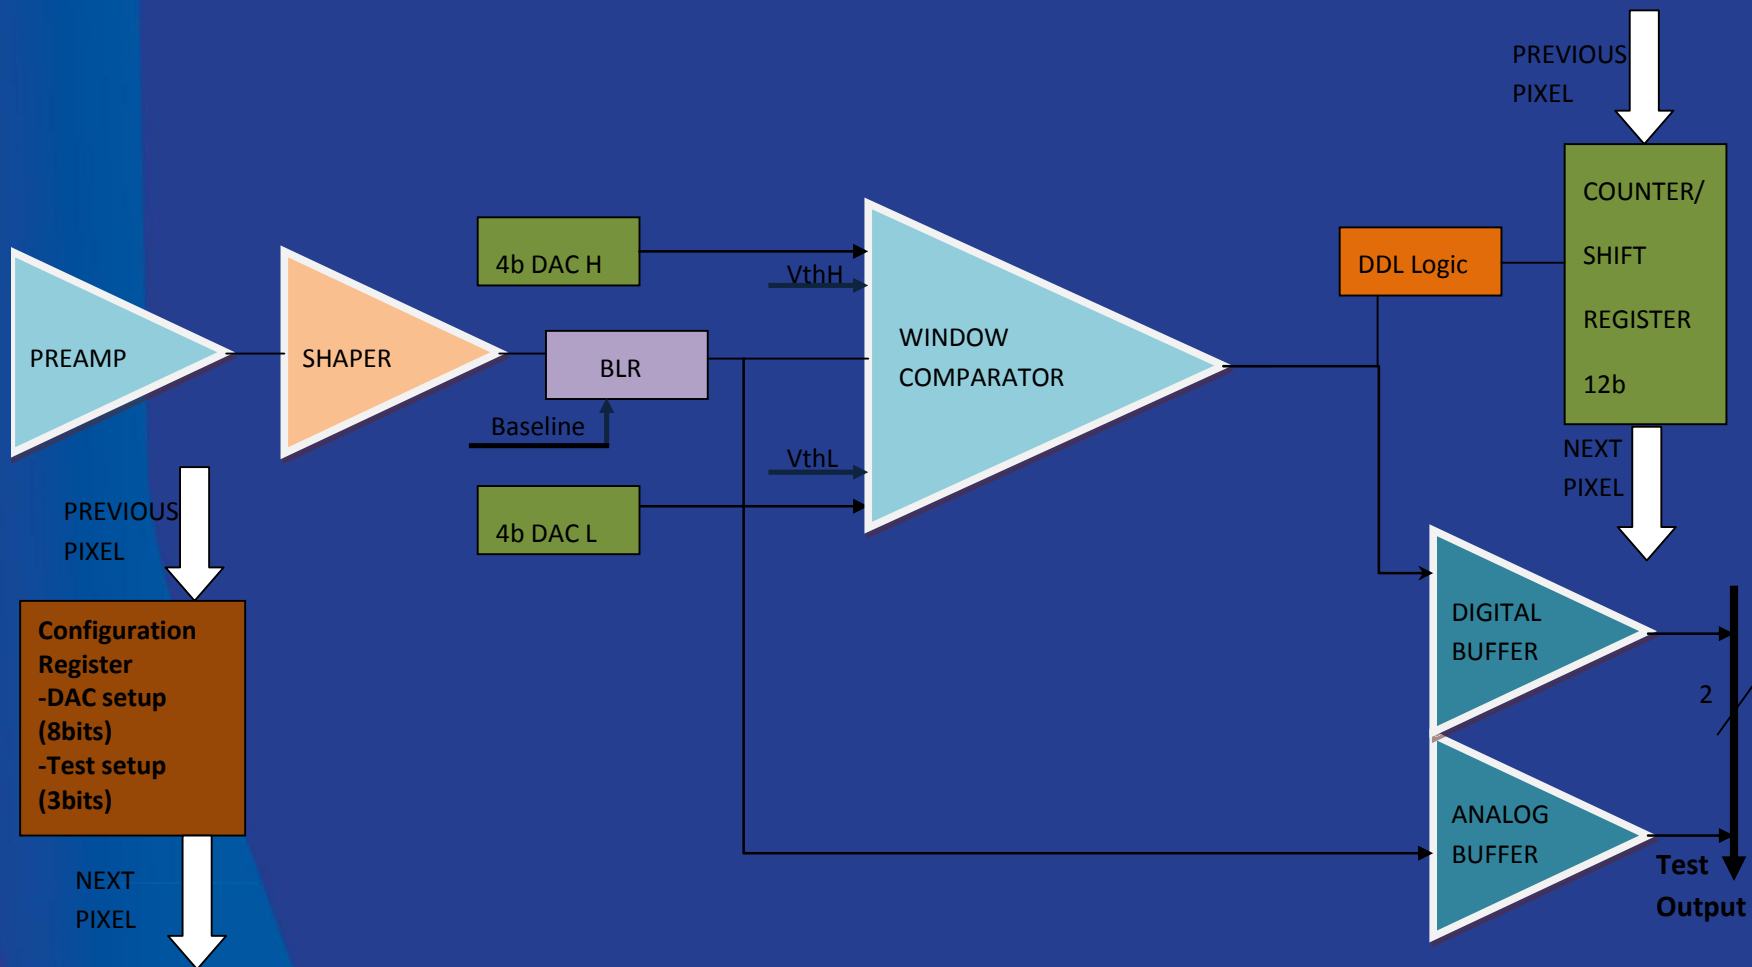 PREVIOUS
PIXEL
COUNTER/
SHIFT
REGISTER
12b
4b DAC H
VthH
DDL Logic
PREAMP
SHAPER
BLR
WINDOW
COMPARATOR
Baseline
VthL
4b DAC L
NEXT
PIXEL
PREVIOUS
PIXEL
Configuration
Register
-DAC setup
(8bits)
-Test setup
(3bits)
NEXT
PIXEL
DIGITAL
BUFFER
2
ANALOG
BUFFER
Test
Output